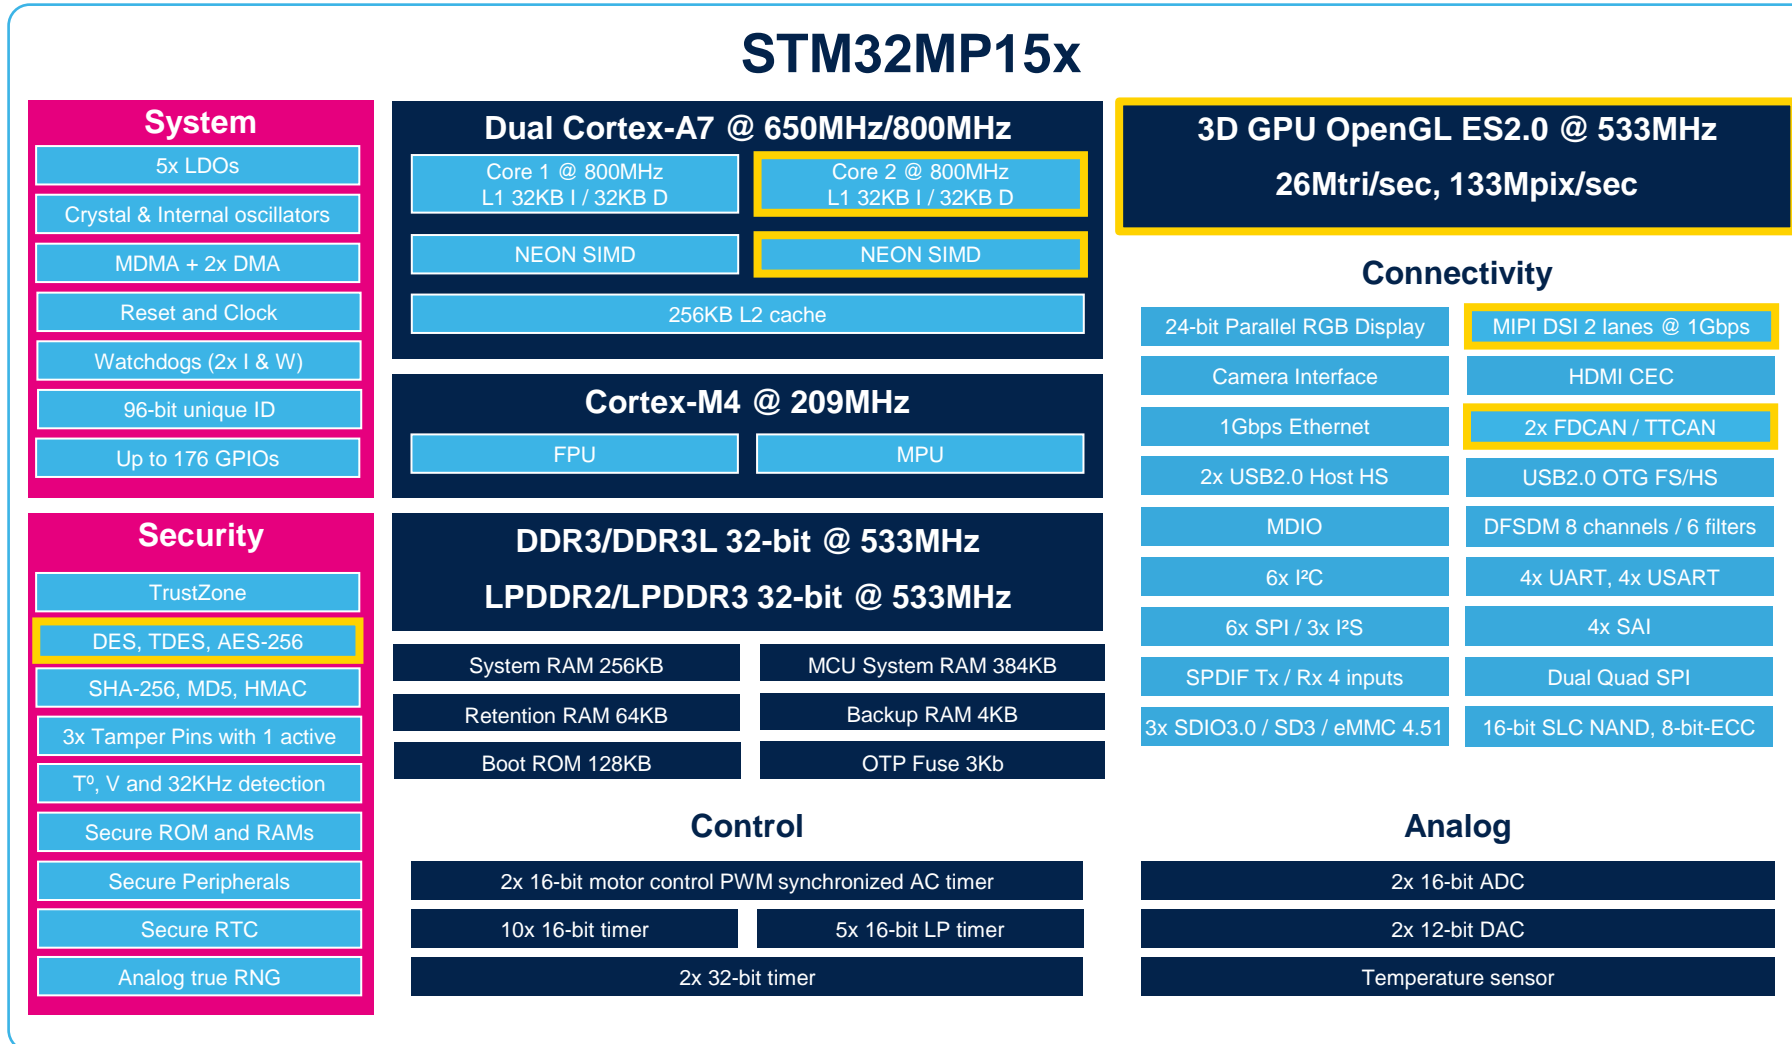 STM32MP15x
System
5x LDOs
Crystal & Internal oscillators
MDMA + 2x DMA
Reset and Clock
Watchdogs (2x I & W)
96-bit unique ID
Up to 176 GPIOs
Security
TrustZone
DES, TDES, AES-256
SHA-256, MD5, HMAC
3x Tamper Pins with 1 active
Tº, V and 32KHz detection
Secure ROM and RAMs
Secure Peripherals
Secure RTC
Analog true RNG
Dual Cortex-A7 @ 650MHz/800MHz
Core 1 @ 800MHz
L1 32KB I / 32KB D
Core 2 @ 800MHz
L1 32KB I / 32KB D
NEON SIMD
NEON SIMD
256KB L2 cache
Cortex-M4 @ 209MHz
FPU
MPU
DDR3/DDR3L 32-bit @ 533MHz
LPDDR2/LPDDR3 32-bit @ 533MHz
System RAM 256KB
MCU System RAM 384KB
Retention RAM 64KB
Backup RAM 4KB
Boot ROM 128KB
OTP Fuse 3Kb
Control
2x 16-bit motor control PWM synchronized AC timer
10x 16-bit timer
5x 16-bit LP timer
2x 32-bit timer
3D GPU OpenGL ES2.0 @ 533MHz
26Mtri/sec, 133Mpix/sec
Connectivity
24-bit Parallel RGB Display
MIPI DSI 2 lanes @ 1Gbps
Camera Interface
HDMI CEC
1Gbps Ethernet
2x FDCAN / TTCAN
2x USB2.0 Host HS
USB2.0 OTG FS/HS
MDIO
DFSDM 8 channels / 6 filters
6x I²C
4x UART, 4x USART
6x SPI / 3x I²S
4x SAI
SPDIF Tx / Rx 4 inputs
Dual Quad SPI
3x SDIO3.0 / SD3 / eMMC 4.51
16-bit SLC NAND, 8-bit-ECC
Analog
2x 16-bit ADC
2x 12-bit DAC
Temperature sensor